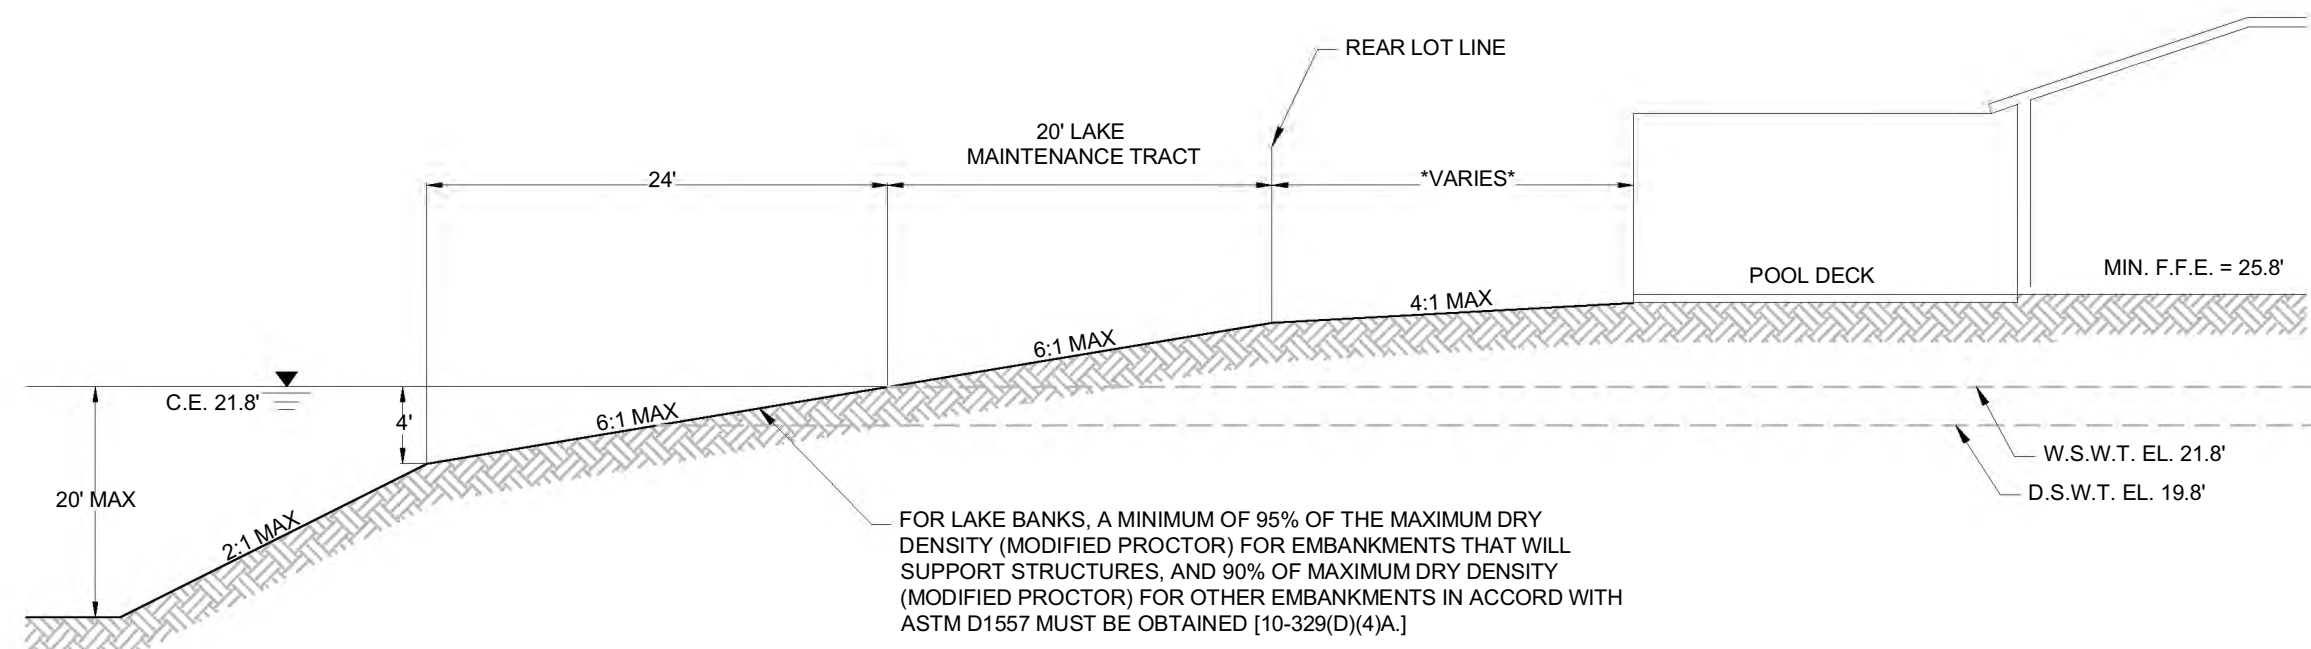 REAR LOT LINE
20' LAKE
MAINTENANCE TRACT
24'
*VARIES*
POOL DECK
MIN. F.F.E. = 25.8'
4:1 MAX
6:1 MAX
C.E. 21.8'
4'
6:1 MAX
W.S.W.T. EL. 21.8'
D.S.W.T. EL. 19.8'
20' MAX
2:1 MAX
FOR LAKE BANKS, A MINIMUM OF 95% OF THE MAXIMUM DRY
DENSITY (MODIFIED PROCTOR) FOR EMBANKMENTS THAT WILL
SUPPORT STRUCTURES, AND 90% OF MAXIMUM DRY DENSITY
(MODIFIED PROCTOR) FOR OTHER EMBANKMENTS IN ACCORD WITH
ASTM D1557 MUST BE OBTAINED [10-329(D)(4)A.]